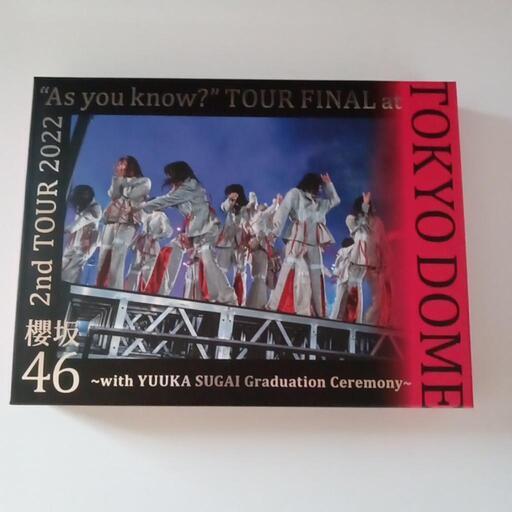 "As you know?" TOUR FINAL at
TOKYO DOME
2nd TOUR 2022
櫻坂
46
~with YUUKA SUGAI Graduation Ceremony~